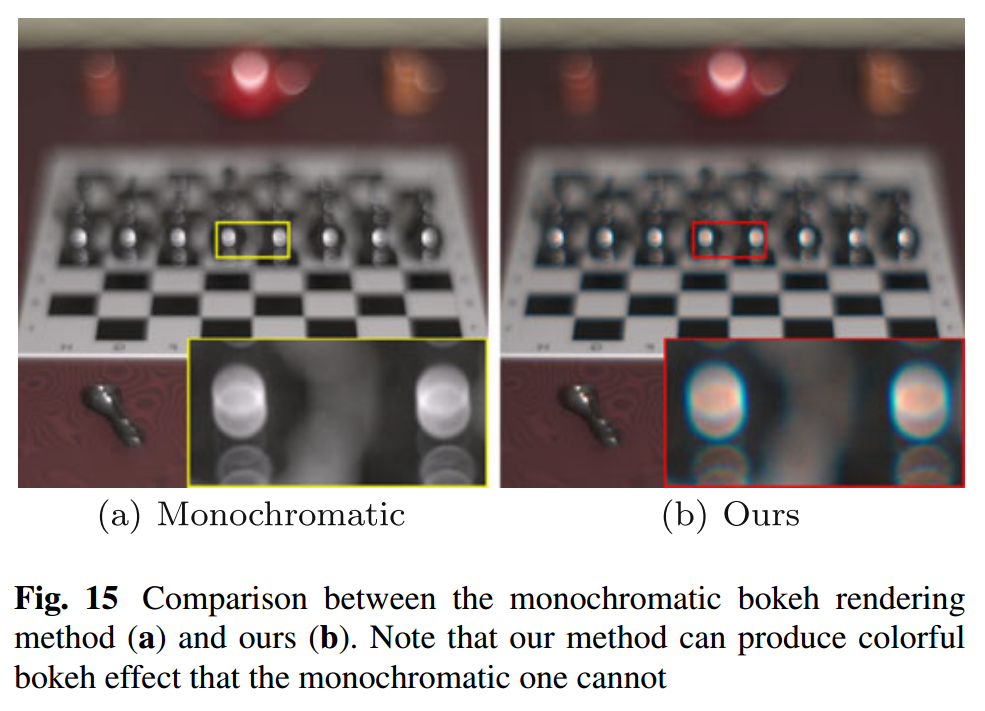 (a) Monochromatic
(b) Ours
Fig. 15 Comparison between the monochromatic bokeh rendering
method (a) and ours (b). Note that our method can produce colorful
bokeh effect that the monochromatic one cannot